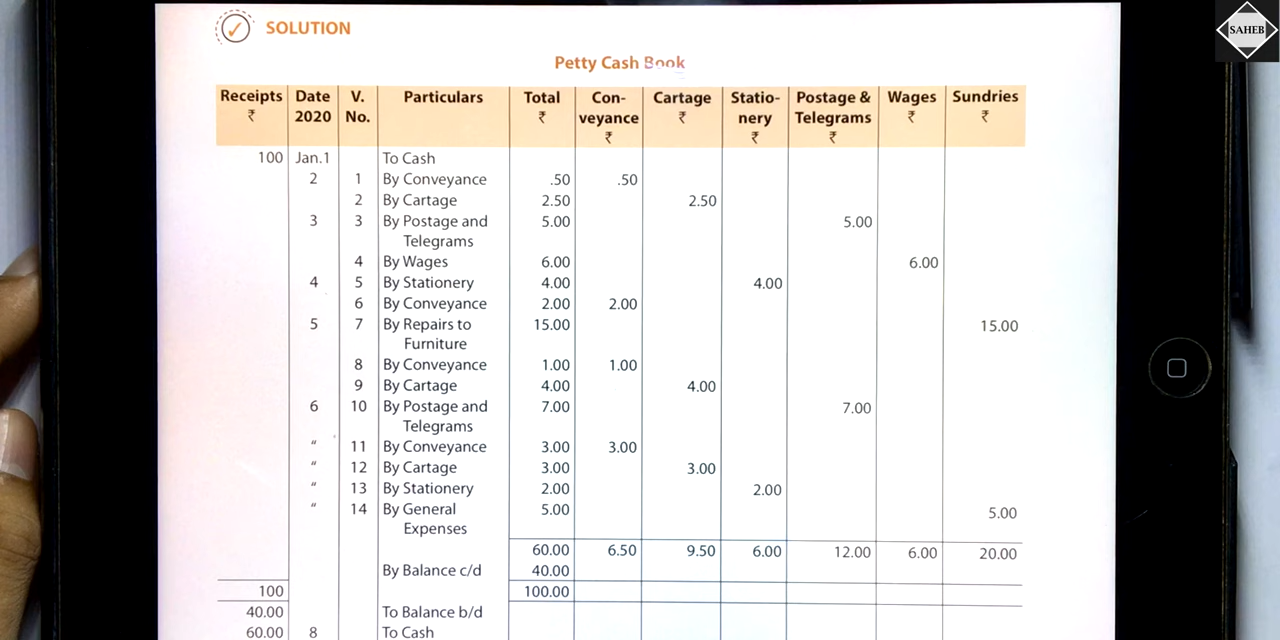 SAHEB
SOLUTION
Petty Cash Book
Receipts ₹ Date 2020 V. No. Particulars Total ₹ Con-veyance ₹ Cartage ₹ Statio-nery ₹ Postage & Telegrams ₹ Wages ₹ Sundries ₹
100 Jan.1 To Cash
2 1 By Conveyance .50 .50
2 By Cartage 2.50 2.50
3 3 By Postage and 5.00 5.00
Telegrams
4 By Wages 6.00 6.00
4 5 By Stationery 4.00 4.00
6 By Conveyance 2.00 2.00
5 7 By Repairs to 15.00 15.00
Furniture
8 By Conveyance 1.00 1.00
9 By Cartage 4.00 4.00
6 10 By Postage and 7.00 7.00
Telegrams
" 11 By Conveyance 3.00 3.00
" 12 By Cartage 3.00 3.00
" 13 By Stationery 2.00 2.00
" 14 By General 5.00 5.00
Expenses
60.00 6.50 9.50 6.00 12.00 6.00 20.00
By Balance c/d 40.00
100 100.00
40.00 To Balance b/d
60.00 8 To Cash